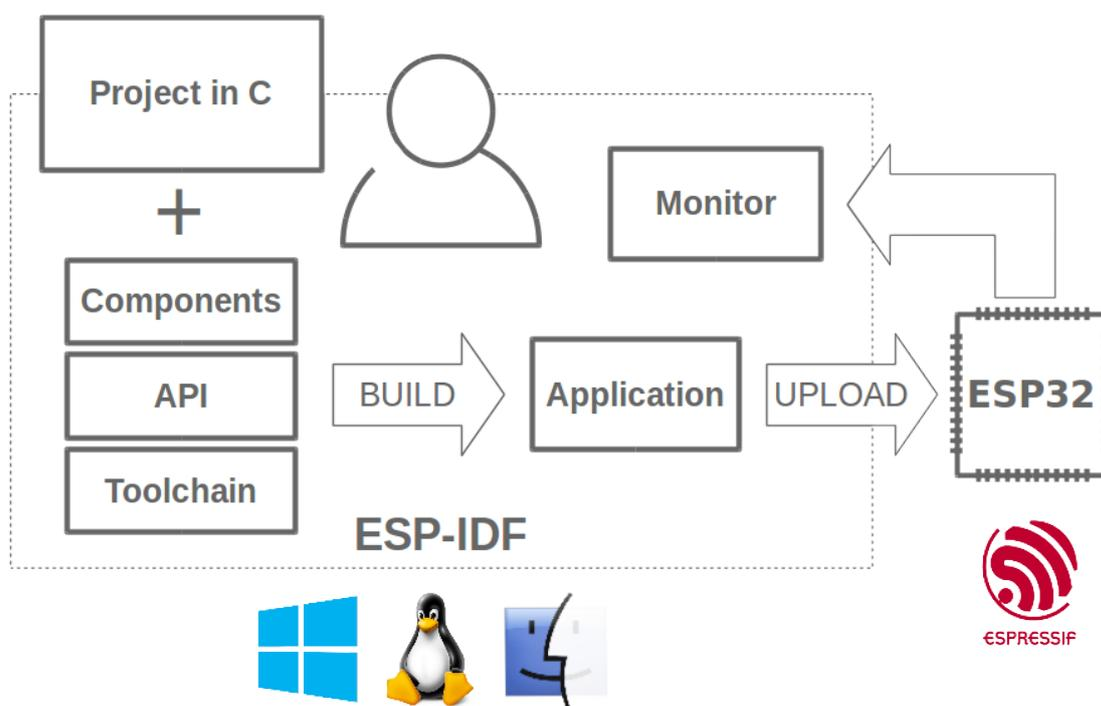 Project in C
+
Components
API
Toolchain
BUILD
Application
UPLOAD
Monitor
ESP32
ESP-IDF
ESPRESSIF